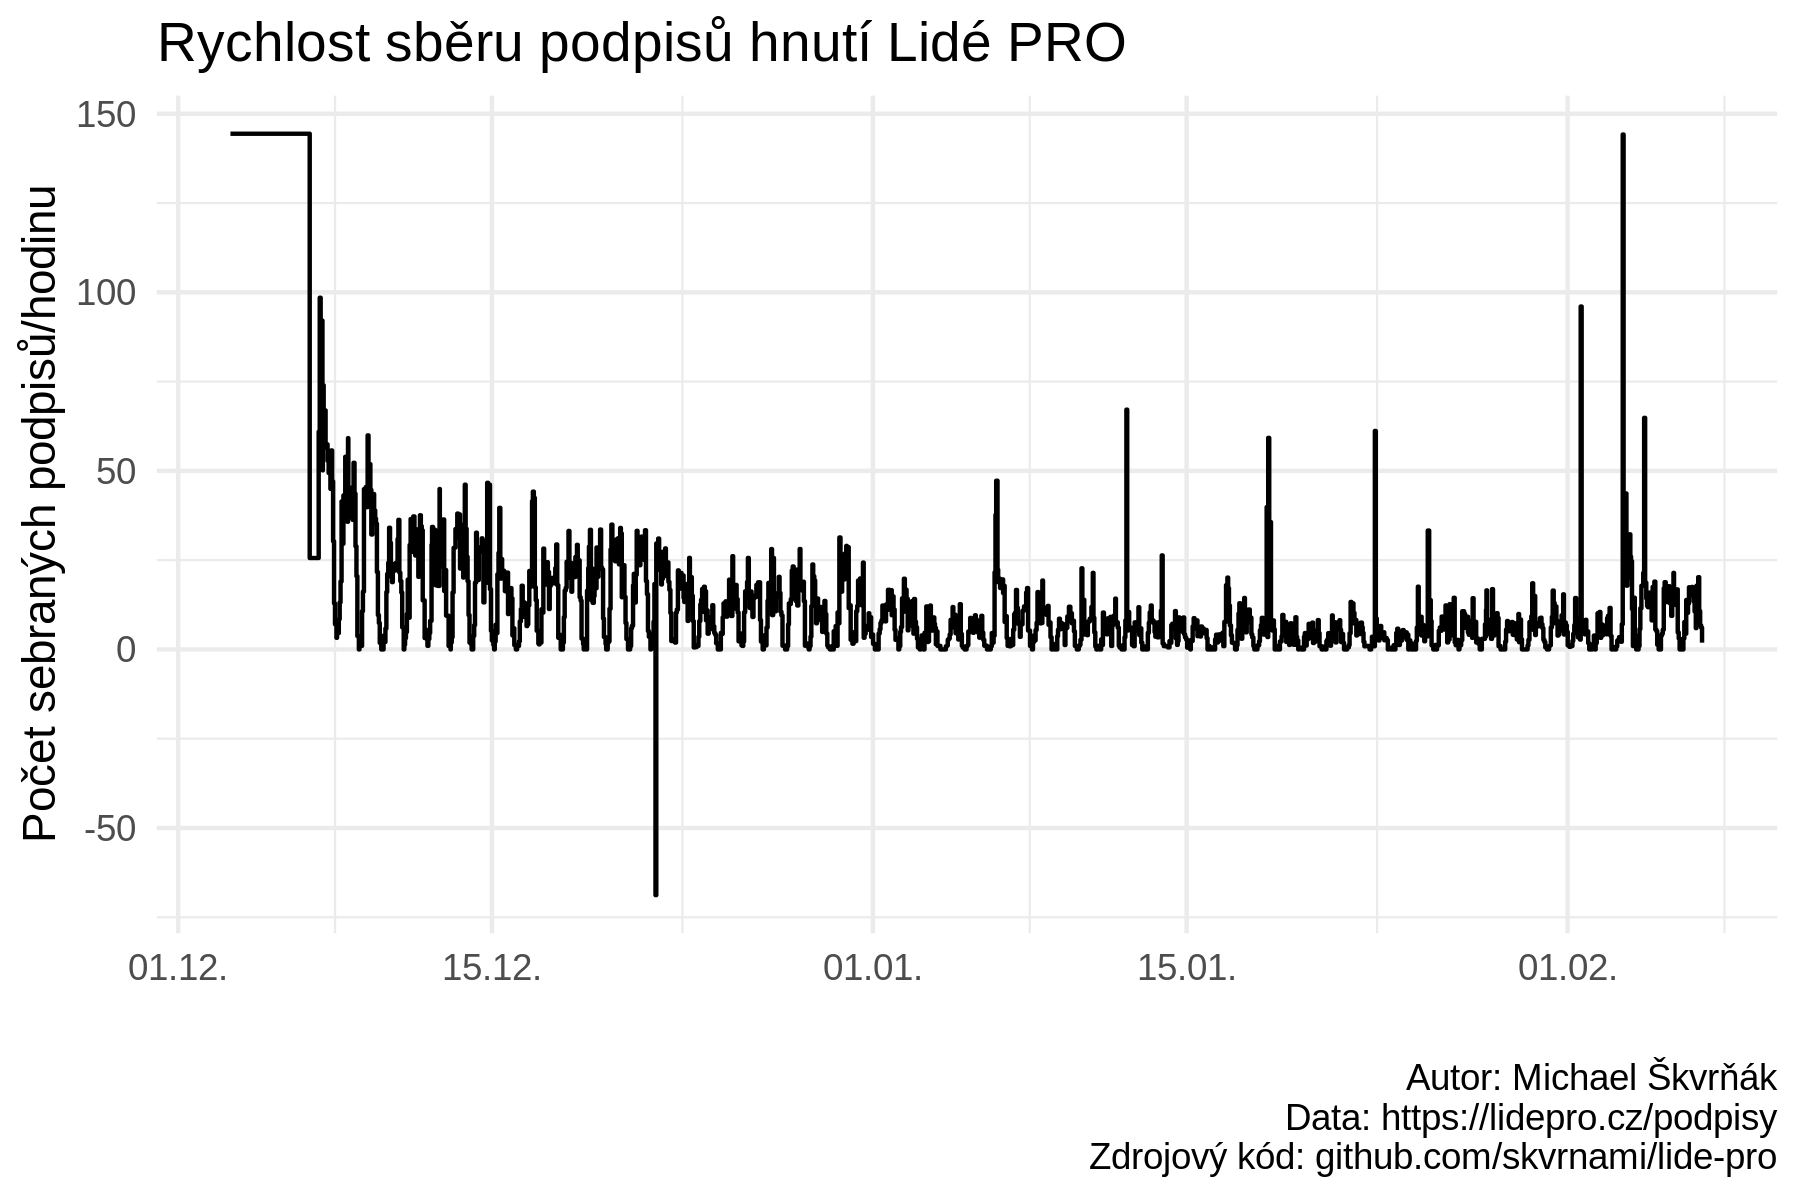 Rychlost sběru podpisů hnutí Lidé PRO
Počet sebraných podpisů/hodinu
150
100
50
0
-50
01.12.
15.12.
01.01.
15.01.
01.02.
Autor: Michael Škvrňák
Data: https://lidepro.cz/podpisy
Zdrojový kód: github.com/skvrnami/lide-pro